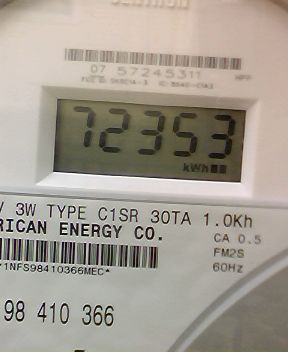 07 57245311
72353
kWh
3W TYPE C1SR 30TA 1.0Kh
RICAN ENERGY CO.
CA 0.5
FM2S
60Hz
*1NFS98410366MEC*
98 410 366